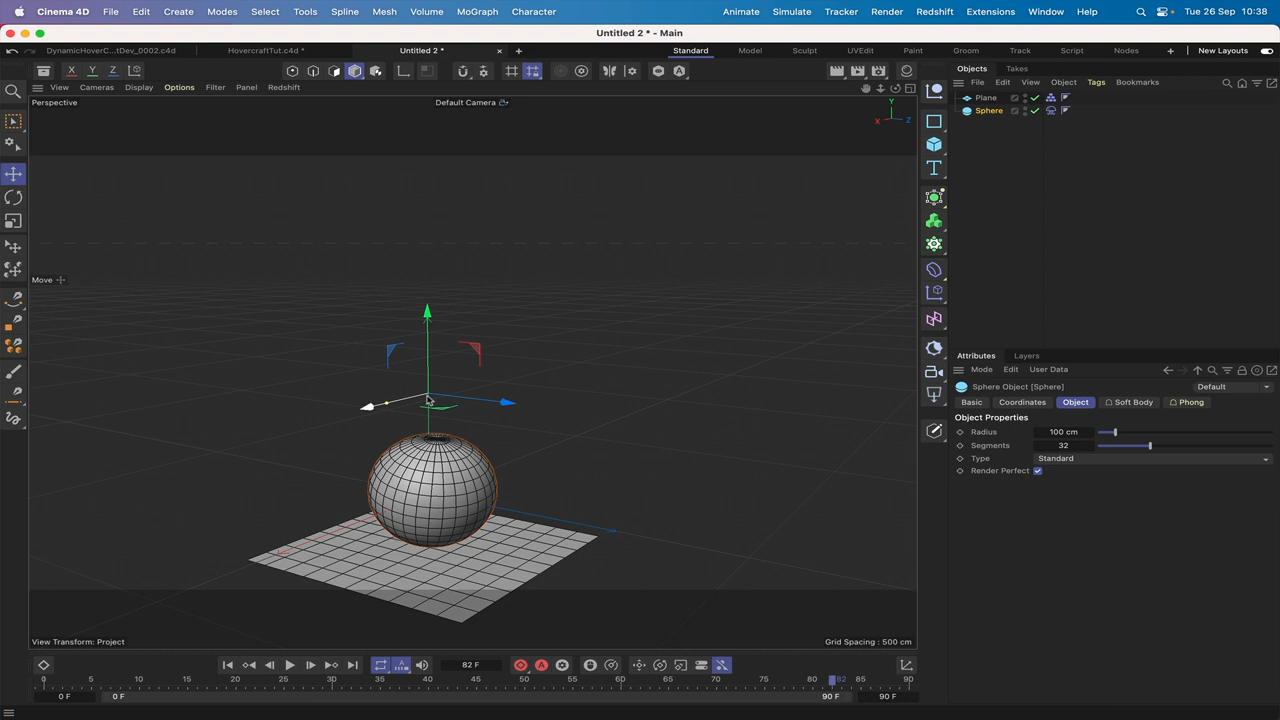 Cinema 4D File Edit Create Modes Select Tools Spline Mesh Volume MoGraph Character Animate Simulate Tracker Render Redshift Extensions Window Help Tue 26 Sep 10:38
Untitled 2 * - Main
DynamicHoverC...tDev_0002.c4d HovercraftTut.c4d * Untitled 2 * Standard Model Sculpt UVEdit Paint Groom Track Script Nodes New Layouts
X Y Z
Objects Takes
View Cameras Display Options Filter Panel Redshift
File Edit View Object Tags Bookmarks
Perspective Default Camera
Plane
Sphere
Y
X Z
Move
Attributes Layers
Mode Edit User Data
Sphere Object [Sphere] Default
Basic Coordinates Object Soft Body Phong
Object Properties
Radius 100 cm
Segments 32
Type Standard
Render Perfect
View Transform: Project Grid Spacing : 500 cm
82 F
0 5 10 15 20 25 30 35 40 45 50 55 60 65 70 75 80 82 85 90
0 F 0 F 90 F 90 F